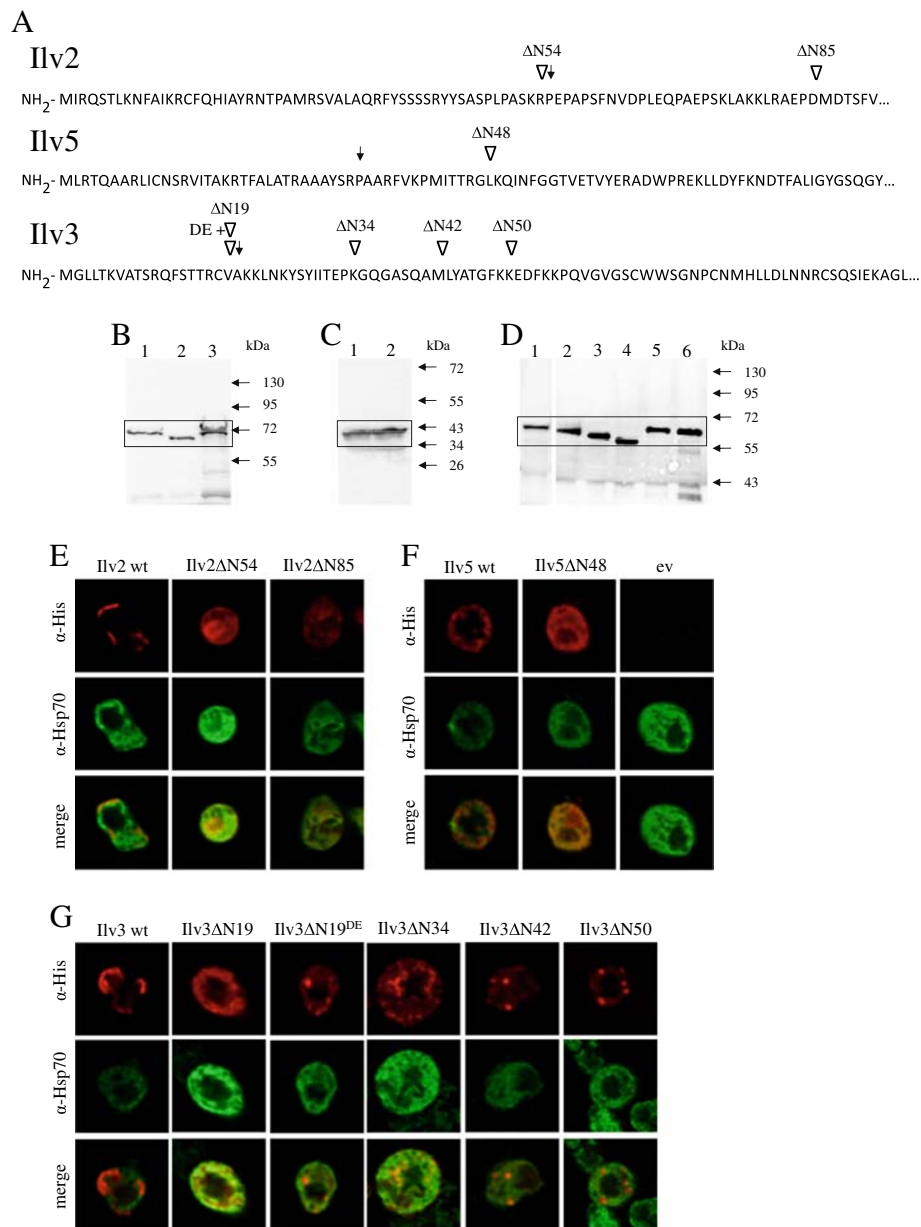 A
Ilv2
ΔN54 ΔN85
NH2- MIRQSTLKNFAIKRCFQHIAYRNTPAMRSVALAQRFYSSSSRYYSASPLPASKRPEPAPSFNVDPLEQPAEPSKLAKKLRAEPDMDTSFV...
Ilv5
ΔN48
NH2- MLRTQAARLICNSRVITAKRTFALATRAAAYSRPAARFVKPMITTRGLKQINFGGTVETVYERADWPREKLLDYFKNDTFALIGYGSQGY...
ΔN19
Ilv3
DE + ΔN34 ΔN42 ΔN50
NH2- MGLLTKVATSRQFSTTRCVAKKLNKYSYIITEPKGQGASQAMLYATGFKKEDFKKPQVGVGSCWWSGNPCNMHLLDLNNRCSQSIEKAGL...
B 1 2 3 kDa
130
95
72
55
C 1 2 kDa
72
55
43
34
26
D 1 2 3 4 5 6 kDa
130
95
72
55
43
E Ilv2 wt Ilv2ΔN54 Ilv2ΔN85
α-His
α-Hsp70
merge
F Ilv5 wt Ilv5ΔN48 ev
α-His
α-Hsp70
merge
G Ilv3 wt Ilv3ΔN19 Ilv3ΔN19DE Ilv3ΔN34 Ilv3ΔN42 Ilv3ΔN50
α-His
α-Hsp70
merge